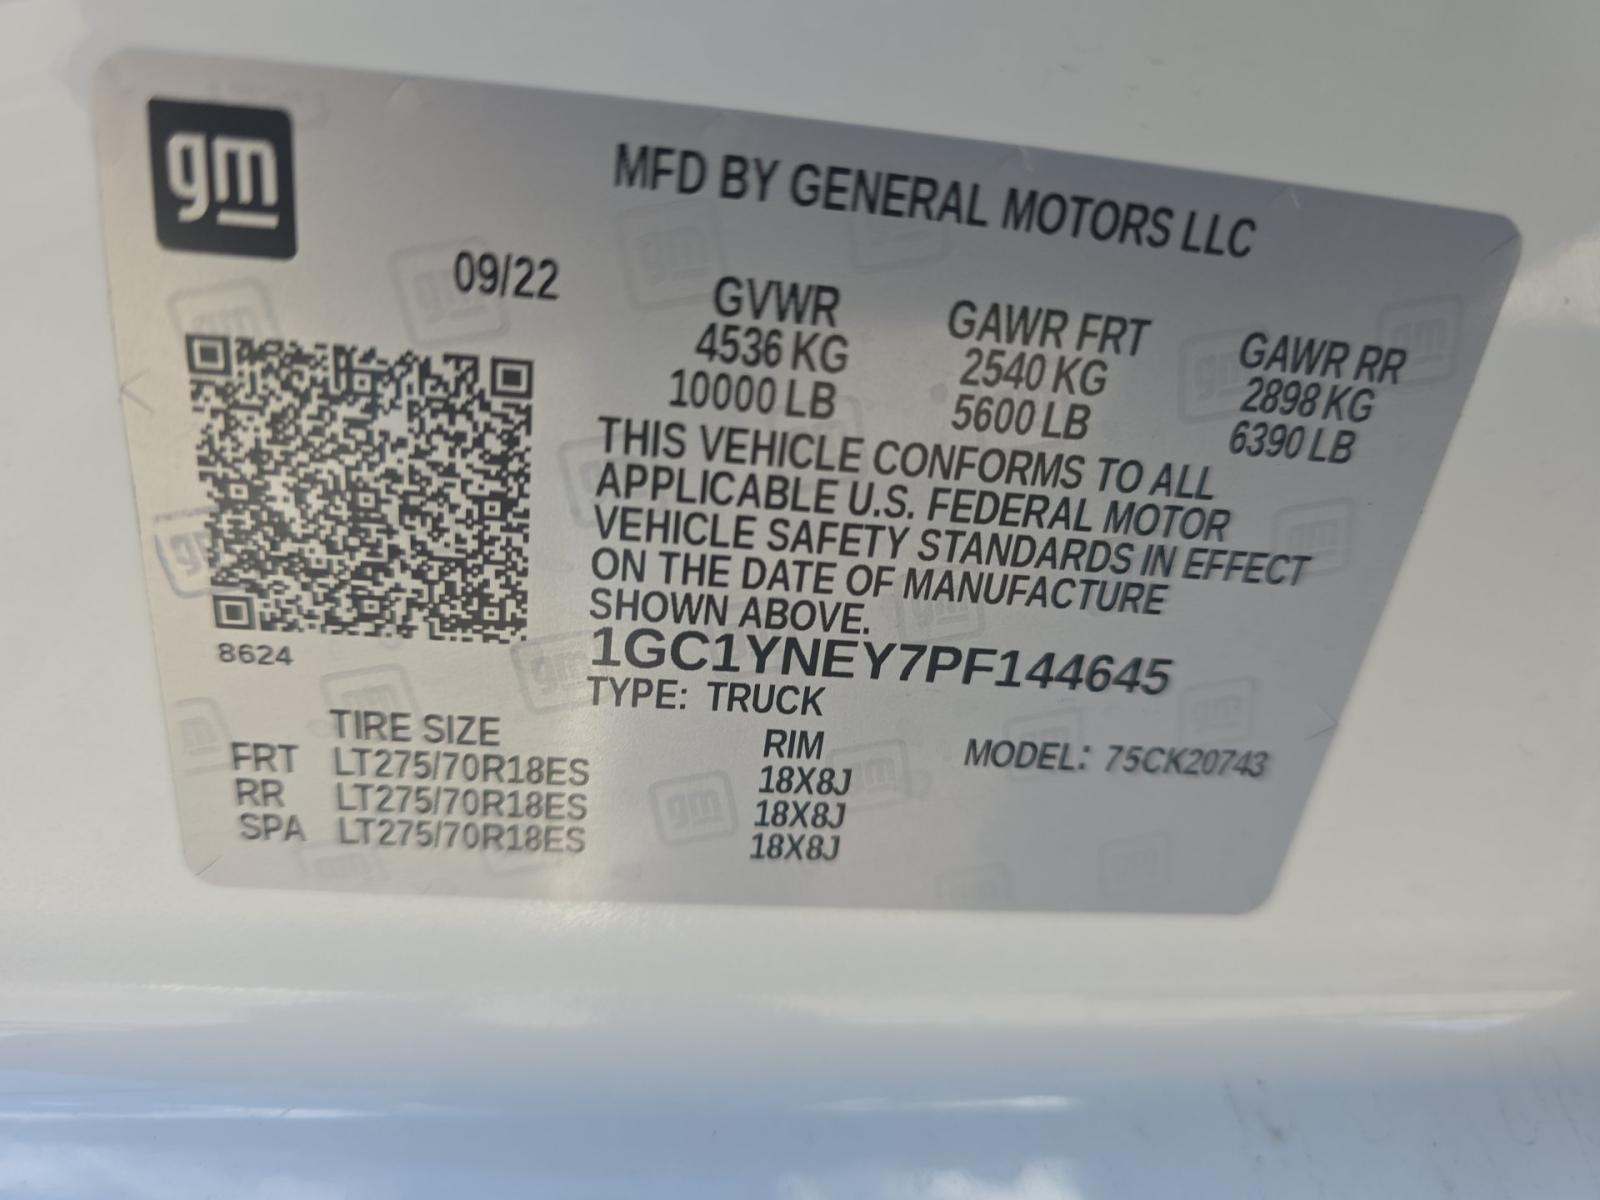 gm
MFD BY GENERAL MOTORS LLC
09/22
GVWR GAWR FRT GAWR RR
4536 KG 2540 KG 2898 KG
10000 LB 5600 LB 6390 LB
THIS VEHICLE CONFORMS TO ALL
APPLICABLE U.S. FEDERAL MOTOR
VEHICLE SAFETY STANDARDS IN EFFECT
ON THE DATE OF MANUFACTURE
SHOWN ABOVE.
8624
1GC1YNEY7PF144645
TYPE: TRUCK
TIRE SIZE RIM MODEL: 75CK20743
FRT LT275/70R18ES 18X8J
RR LT275/70R18ES 18X8J
SPA LT275/70R18ES 18X8J